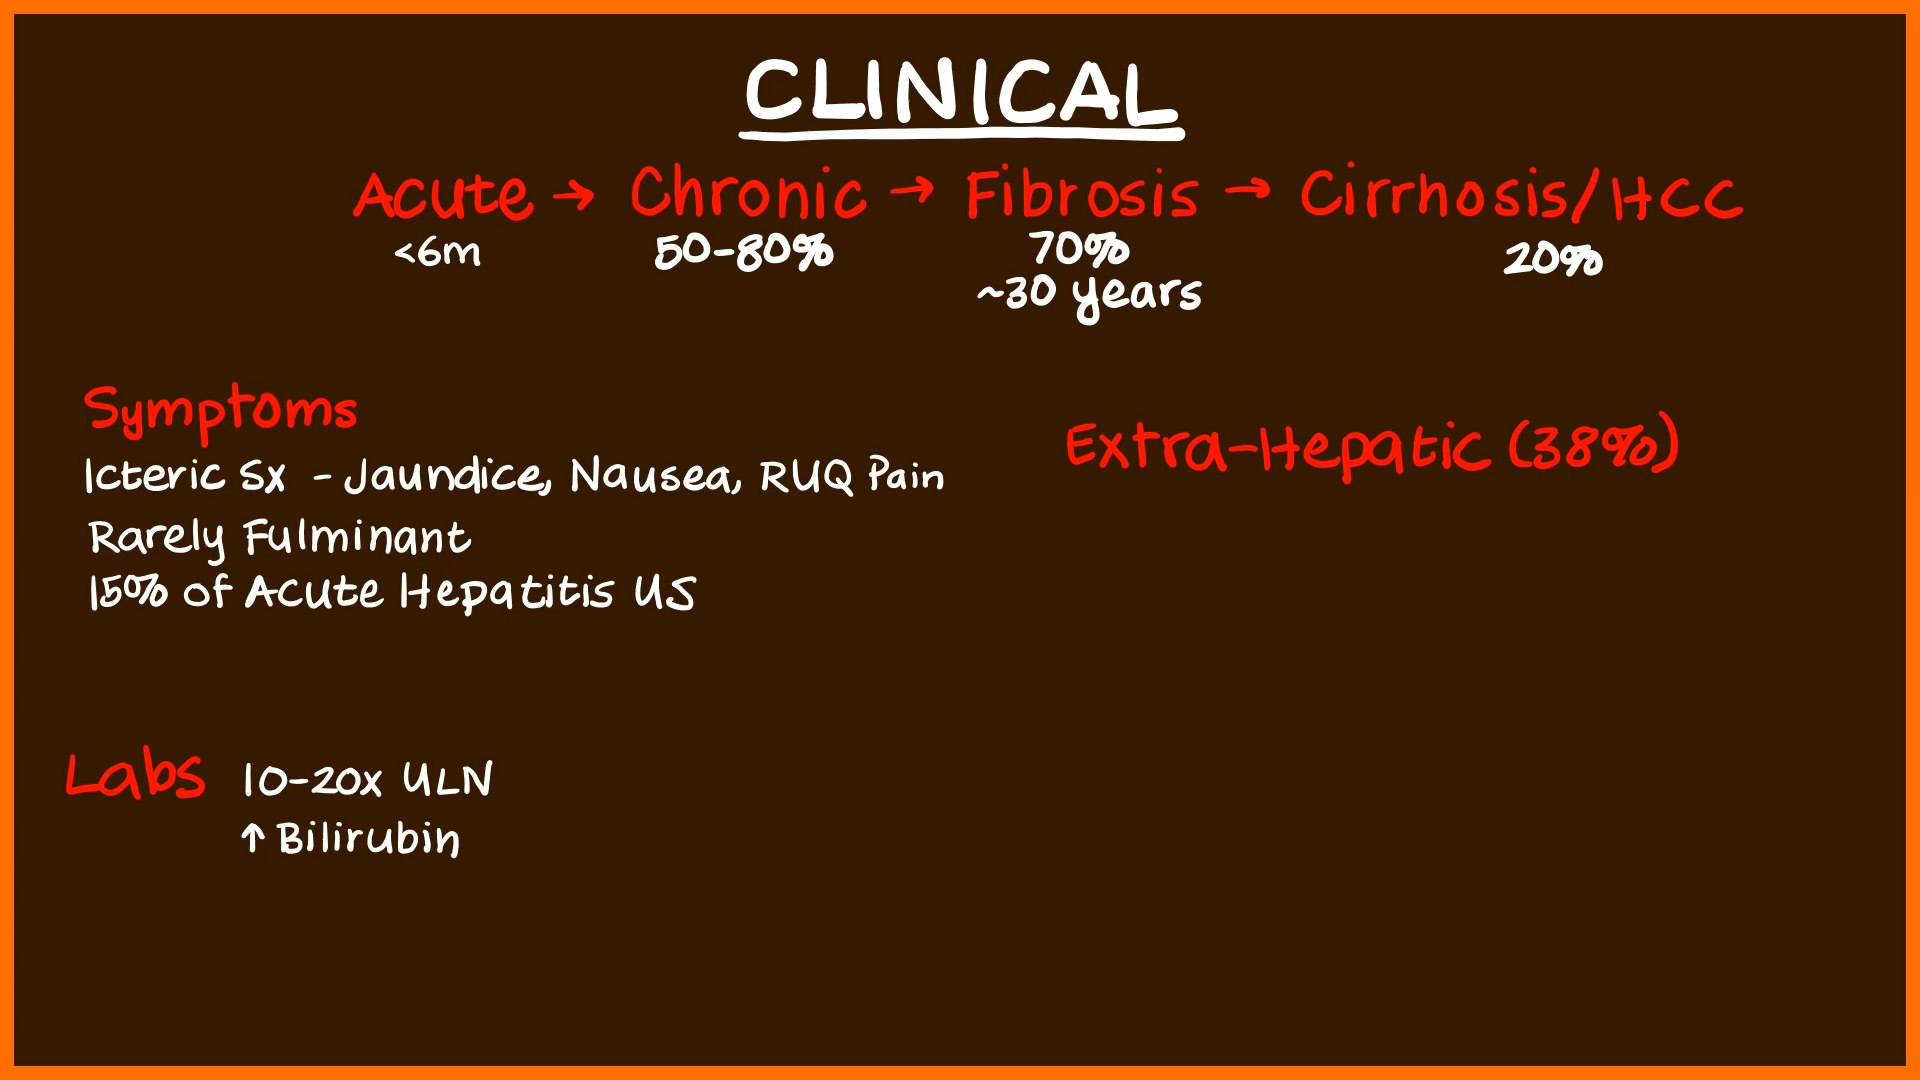 CLINICAL
Acute → Chronic → Fibrosis → Cirrhosis/HCC
<6m 50-80% 70% 20%
~30 years
Symptoms
Icteric Sx - Jaundice, Nausea, RUQ Pain
Rarely Fulminant
15% of Acute Hepatitis US
Extra-Hepatic (38%)
Labs 10-20x ULN
↑ Bilirubin